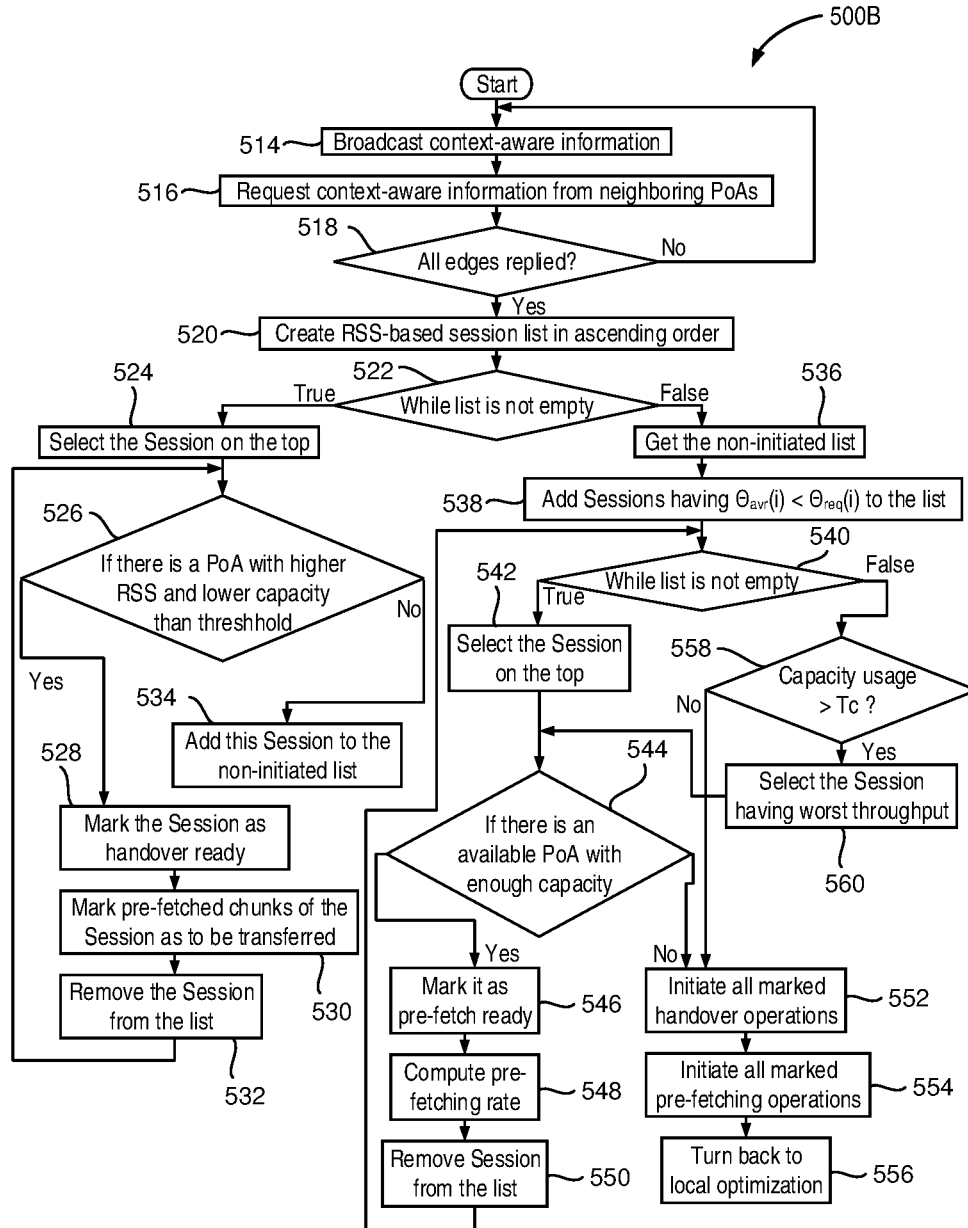 500B
Start
514
Broadcast context-aware information
516
Request context-aware information from neighboring PoAs
518
All edges replied?
No
Yes
520
Create RSS-based session list in ascending order
522
While list is not empty
True
False
524
Select the Session on the top
536
Get the non-initiated list
538
Add Sessions having Θavr(i) < Θreq(i) to the list
526
If there is a PoA with higher
RSS and lower capacity
than threshhold
No
Yes
540
While list is not empty
True
False
542
Select the Session
on the top
558
Capacity usage
> Tc ?
No
Yes
534
Add this Session to the
non-initiated list
528
Mark the Session as
handover ready
544
If there is an
available PoA with
enough capacity
Select the Session
having worst throughput
560
Mark pre-fetched chunks of the
Session as to be transferred
530
Yes
No
Remove the Session
from the list
532
Mark it as
pre-fetch ready
546
Initiate all marked
handover operations
552
Compute pre-
fetching rate
548
Initiate all marked
pre-fetching operations
554
Remove Session
from the list
550
Turn back to
local optimization
556